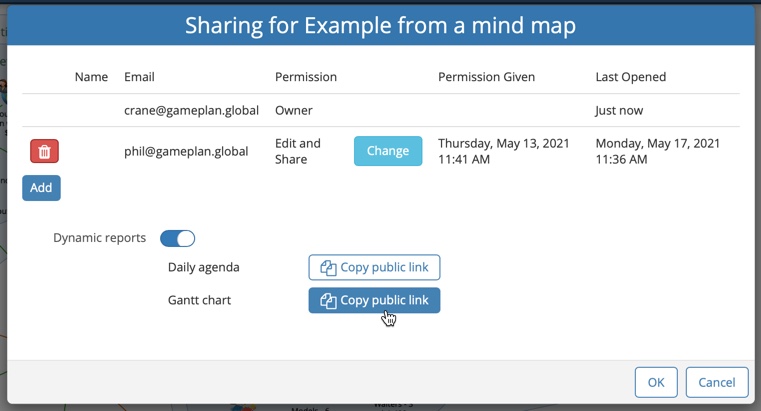 Sharing for Example from a mind map
Name Email Permission Permission Given Last Opened
crane@gameplan.global Owner Just now
phil@gameplan.global Edit and Share Change Thursday, May 13, 2021 11:41 AM Monday, May 17, 2021 11:36 AM
Add
Dynamic reports
Daily agenda Copy public link
Gantt chart Copy public link
OK Cancel